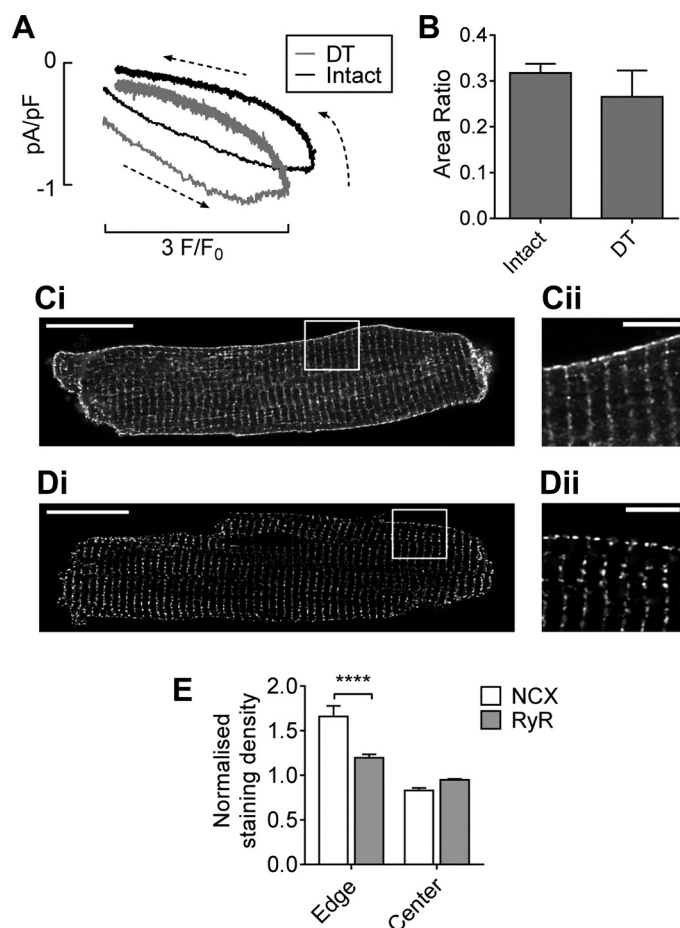 A
0
pA/pF
-1
DT
Intact
3 F/F₀
B
Area Ratio
0.4
0.3
0.2
0.1
0.0
Intact
DT
Ci
Cii
Di
Dii
E
Normalised
staining density
2.0
1.5
1.0
0.5
0.0
****
NCX
RyR
Edge
Center